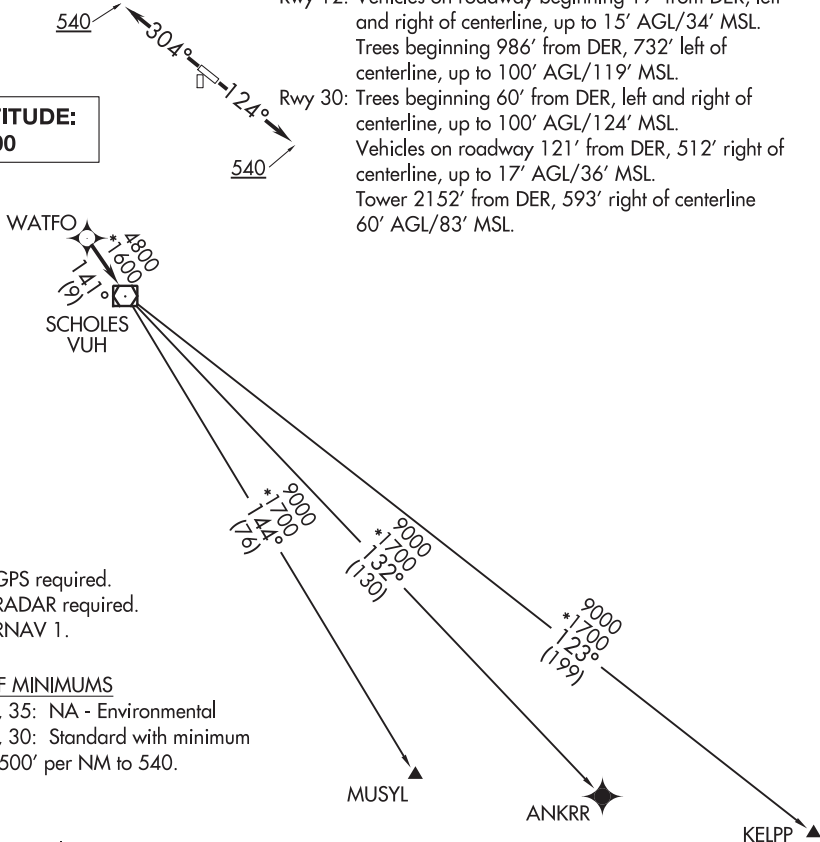 540
304°
124°
540
TITUDE:
00
Rwy 12: Vehicles on roadway beginning 19' from DER, left
and right of centerline, up to 15' AGL/34' MSL.
Trees beginning 986' from DER, 732' left of
centerline, up to 100' AGL/119' MSL.
Rwy 30: Trees beginning 60' from DER, left and right of
centerline, up to 100' AGL/124' MSL.
Vehicles on roadway 121' from DER, 512' right of
centerline, up to 17' AGL/36' MSL.
Tower 2152' from DER, 593' right of centerline
60' AGL/83' MSL.
WATFO
4800
*1600
141°
(9)
SCHOLES
VUH
9000
*1700
144°
(76)
9000
*1700
132°
(130)
9000
*1700
123°
(199)
GPS required.
RADAR required.
RNAV 1.
F MINIMUMS
, 35: NA - Environmental
, 30: Standard with minimum
500' per NM to 540.
MUSYL
ANKRR
KELPP